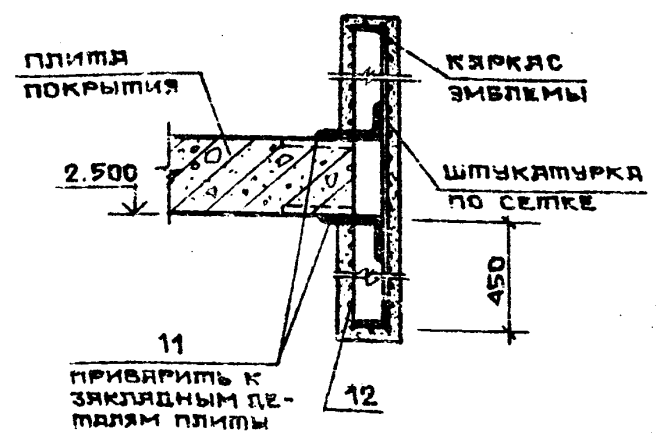 ПЛИТА
ПОКРЫТИЯ
КАРКАС
ЭМБЛЕМЫ
2.500
ШТУКАТУРКА
ПО СЕТКЕ
450
11
ПРИВАРИТЬ К
ЗАКЛАДНЫМ ДЕ-
ТАЛЯМ ПЛИТЫ
12